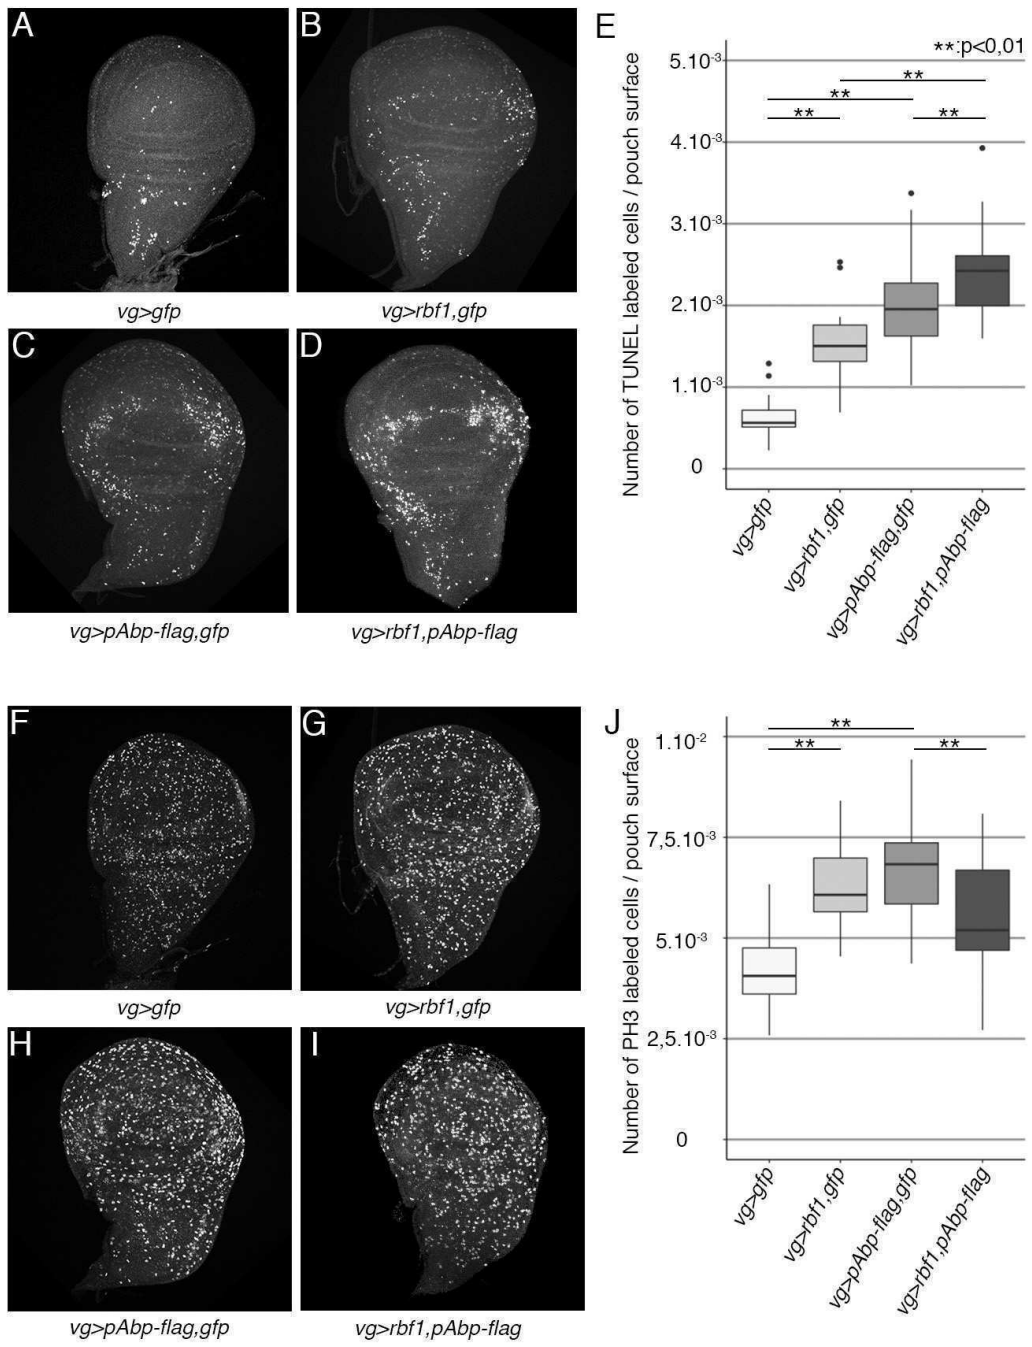 A
B
vg>gfp
vg>rbf1,gfp
C
D
vg>pAbp-flag,gfp
vg>rbf1,pAbp-flag
E
**:p<0,01
**
**
**
**
Number of TUNEL labeled cells / pouch surface
5.10-3
4.10-3
3.10-3
2.10-3
1.10-3
0
vg>gfp
vg>rbf1,gfp
vg>pAbp-flag,gfp
vg>rbf1,pAbp-flag
F
G
vg>gfp
vg>rbf1,gfp
H
I
vg>pAbp-flag,gfp
vg>rbf1,pAbp-flag
J
**
**
**
Number of PH3 labeled cells / pouch surface
1.10-2
7,5.10-3
5.10-3
2,5.10-3
0
vg>gfp
vg>rbf1,gfp
vg>pAbp-flag,gfp
vg>rbf1,pAbp-flag